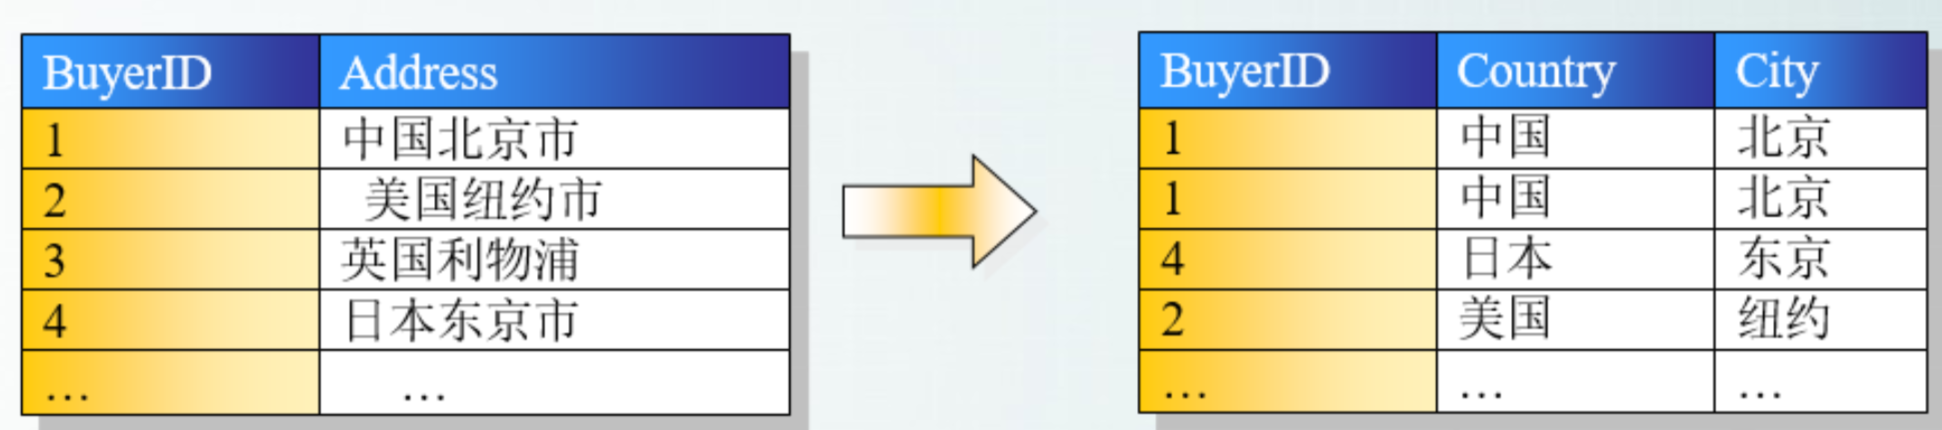 BuyerID Address
1 中国北京市
2 美国纽约市
3 英国利物浦
4 日本东京市
… …
BuyerID Country City
1 中国 北京
1 中国 北京
4 日本 东京
2 美国 纽约
… … …